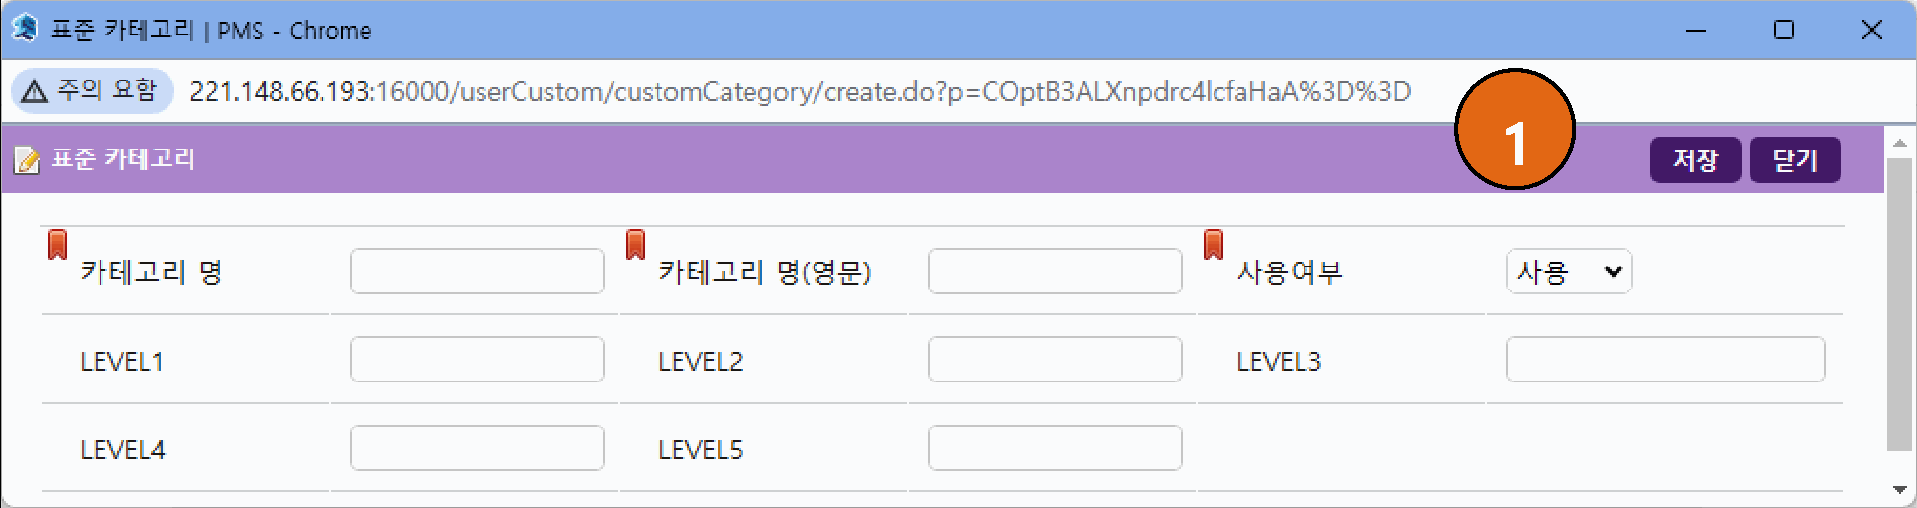 표준 카테고리 | PMS - Chrome
주의 요함 221.148.66.193:16000/userCustom/customCategory/create.do?p=COptB3ALXnpdrc4lcfaHaA%3D%3D
1
표준 카테고리 저장 닫기
카테고리 명 카테고리 명(영문) 사용여부 사용
LEVEL1 LEVEL2 LEVEL3
LEVEL4 LEVEL5